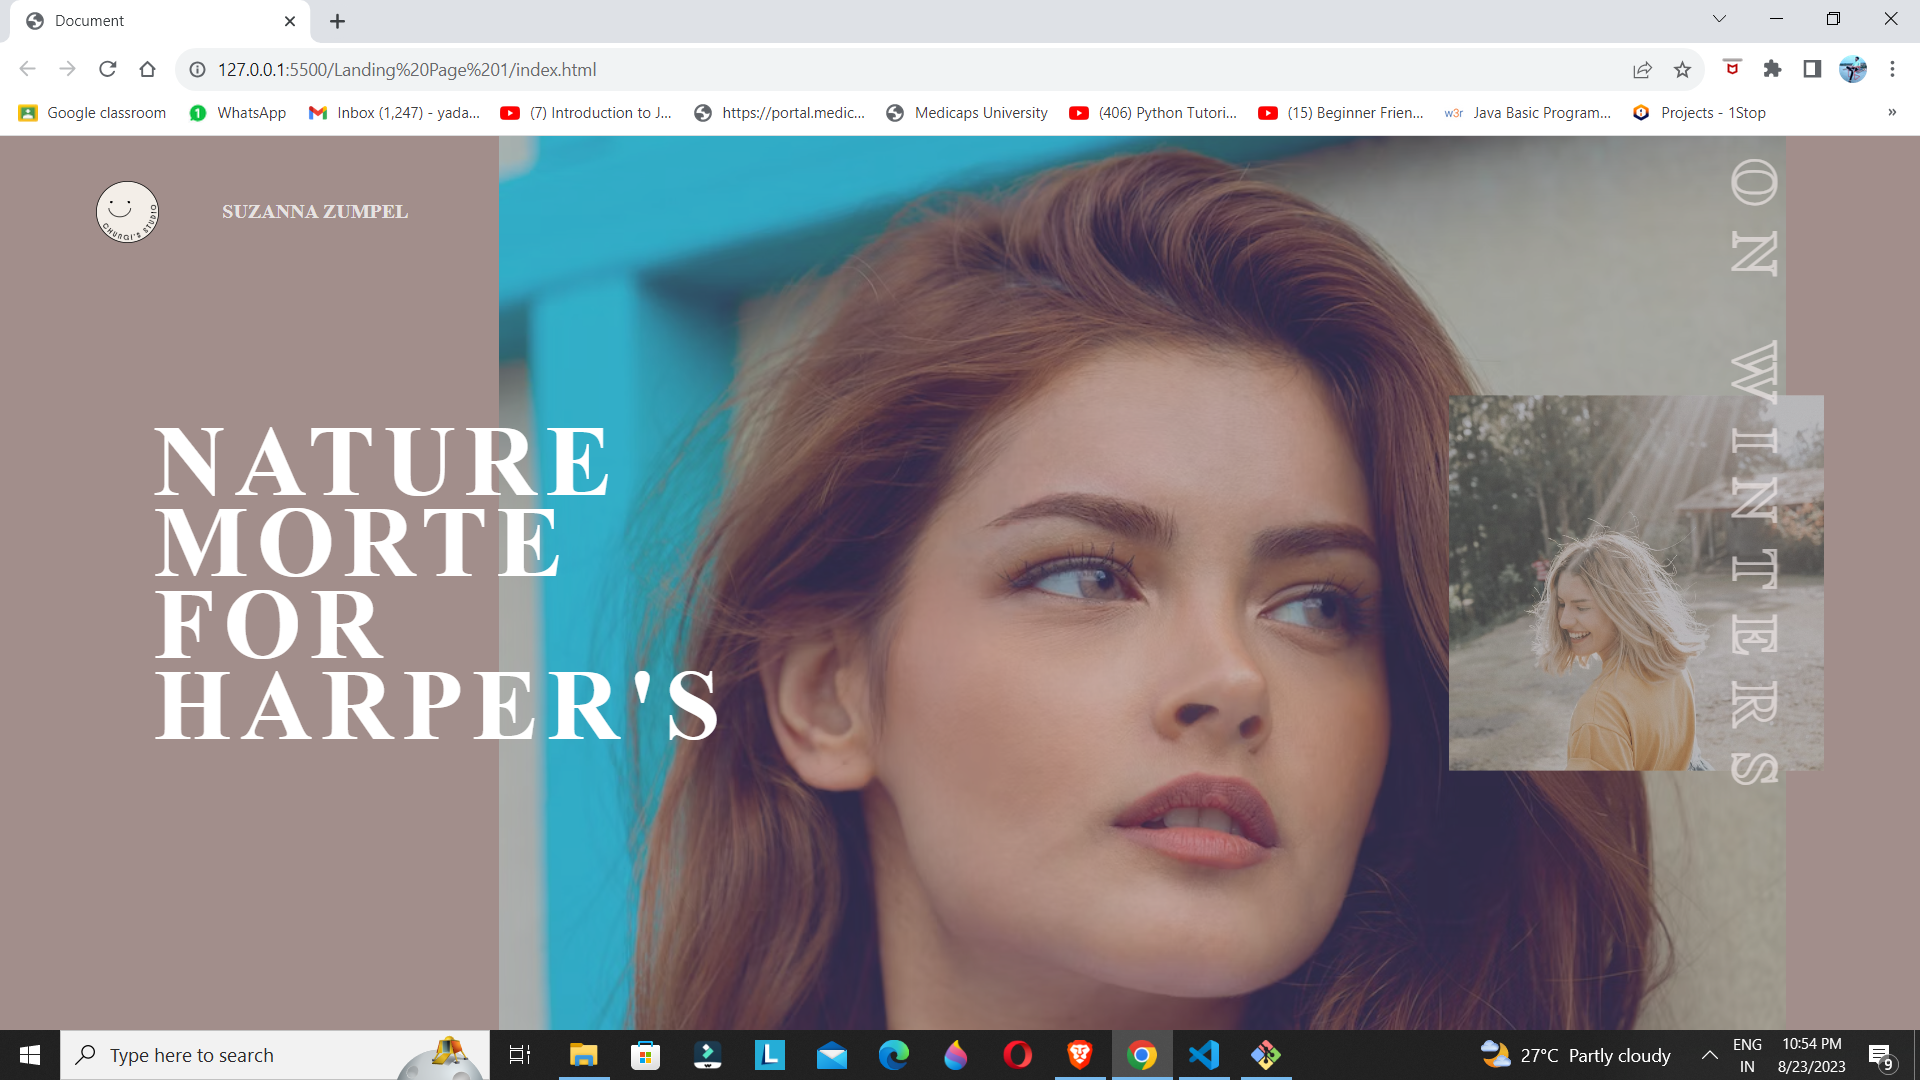 Document
127.0.0.1:5500/Landing%20Page%201/index.html
Google classroom
WhatsApp
Inbox (1,247) - yada...
(7) Introduction to J...
https://portal.medic...
Medicaps University
(406) Python Tutori...
(15) Beginner Frien...
w3r
Java Basic Program...
Projects - 1Stop
»
CHUNGI'S STUDIO
SUZANNA ZUMPEL
ON WINTERS
NATURE
MORTE
FOR
HARPER'S
Type here to search
L
27°C Partly cloudy
ENG
IN
10:54 PM
8/23/2023
9